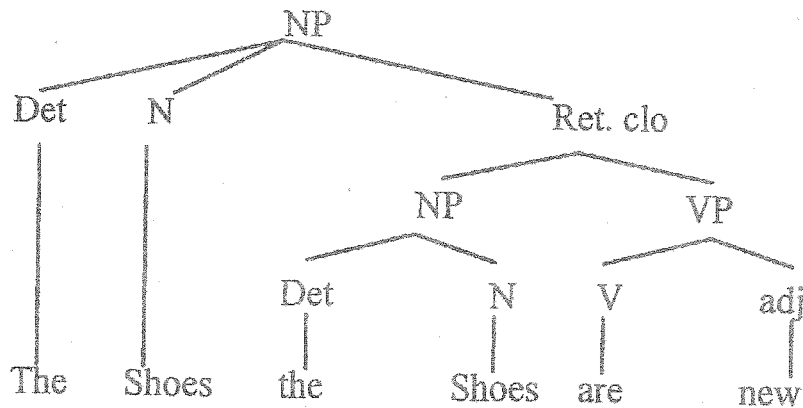 NP
Det N Ret. clo
NP VP
Det N V adj
The Shoes the Shoes are new